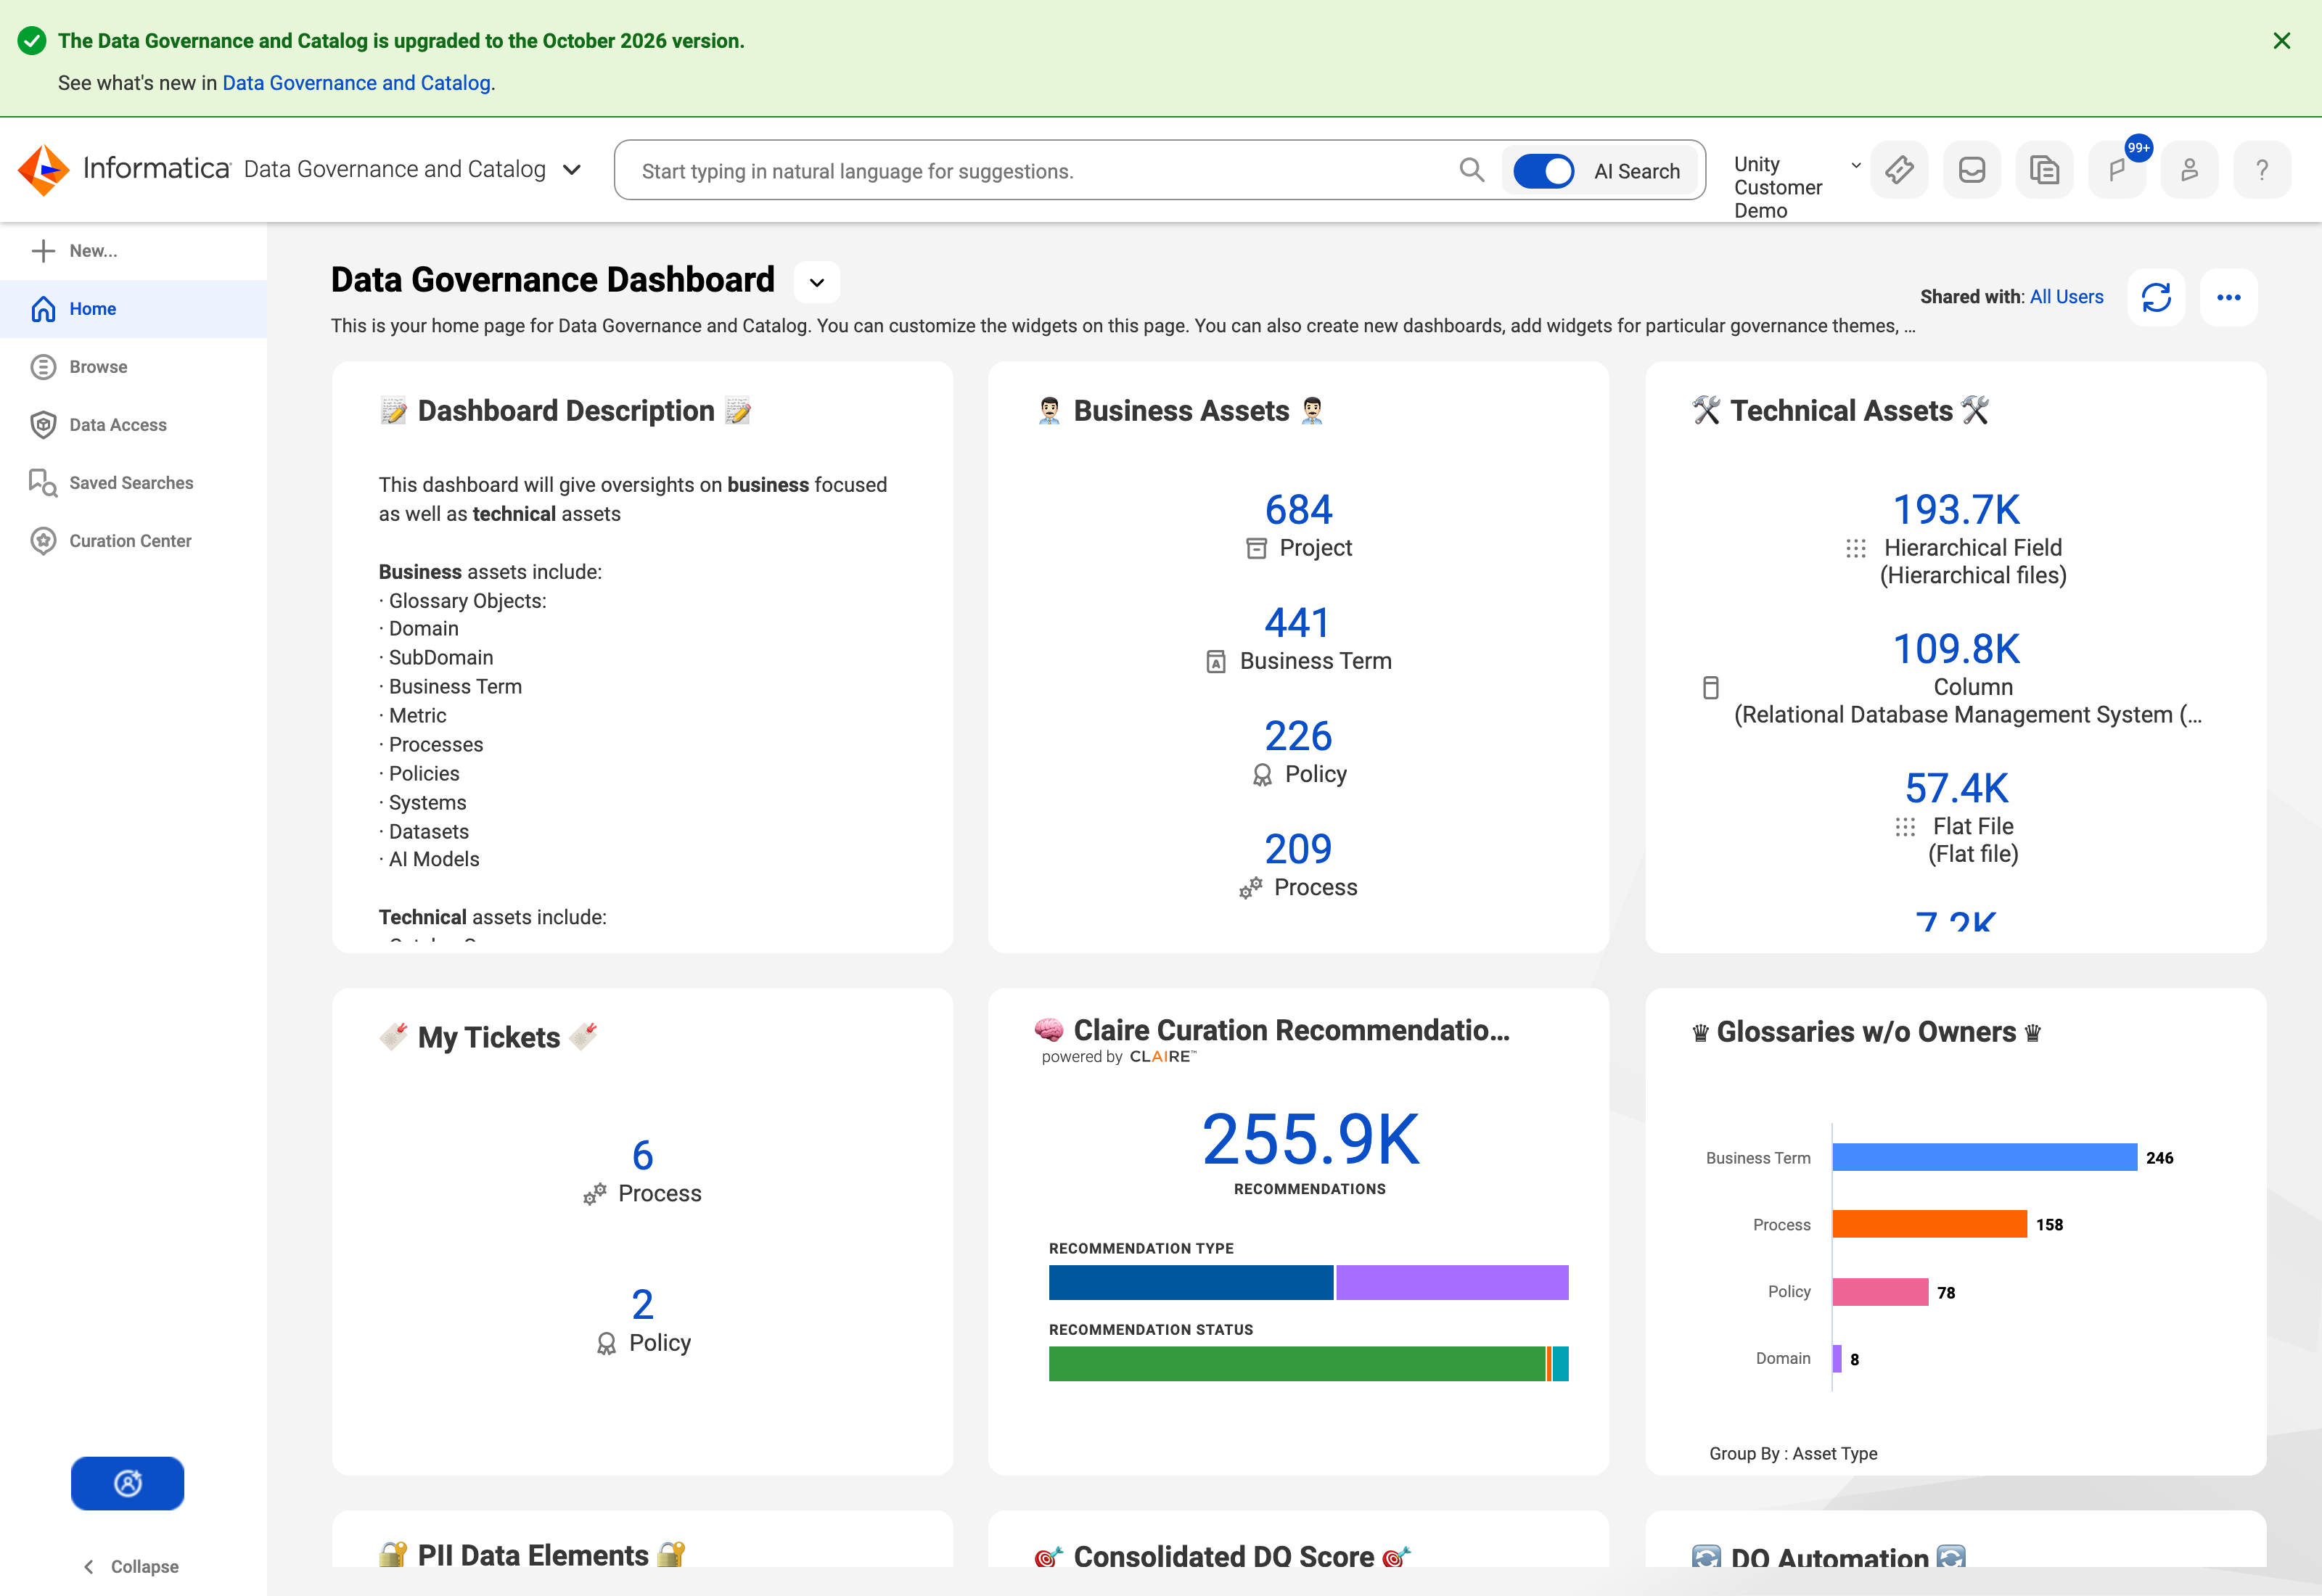 The Data Governance and Catalog is upgraded to the October 2026 version.
See what's new in Data Governance and Catalog.
Informatica Data Governance and Catalog
Start typing in natural language for suggestions.
AI Search
Unity
Customer
Demo
99+
?
New...
Home
Browse
Data Access
Saved Searches
Curation Center
Collapse
Data Governance Dashboard
Shared with: All Users
This is your home page for Data Governance and Catalog. You can customize the widgets on this page. You can also create new dashboards, add widgets for particular governance themes, ...
Dashboard Description
This dashboard will give oversights on business focused
as well as technical assets
Business assets include:
· Glossary Objects:
· Domain
· SubDomain
· Business Term
· Metric
· Processes
· Policies
· Systems
· Datasets
· AI Models
Technical assets include:
Business Assets
684
Project
441
Business Term
226
Policy
209
Process
Technical Assets
193.7K
Hierarchical Field
(Hierarchical files)
109.8K
Column
(Relational Database Management System (...
57.4K
Flat File
(Flat file)
7.2K
My Tickets
6
Process
2
Policy
Claire Curation Recommendatio...
powered by CLAIRE™
255.9K
RECOMMENDATIONS
RECOMMENDATION TYPE
RECOMMENDATION STATUS
Glossaries w/o Owners
Business Term 246
Process 158
Policy 78
Domain 8
Group By : Asset Type
PII Data Elements
Consolidated DQ Score
DQ Automation